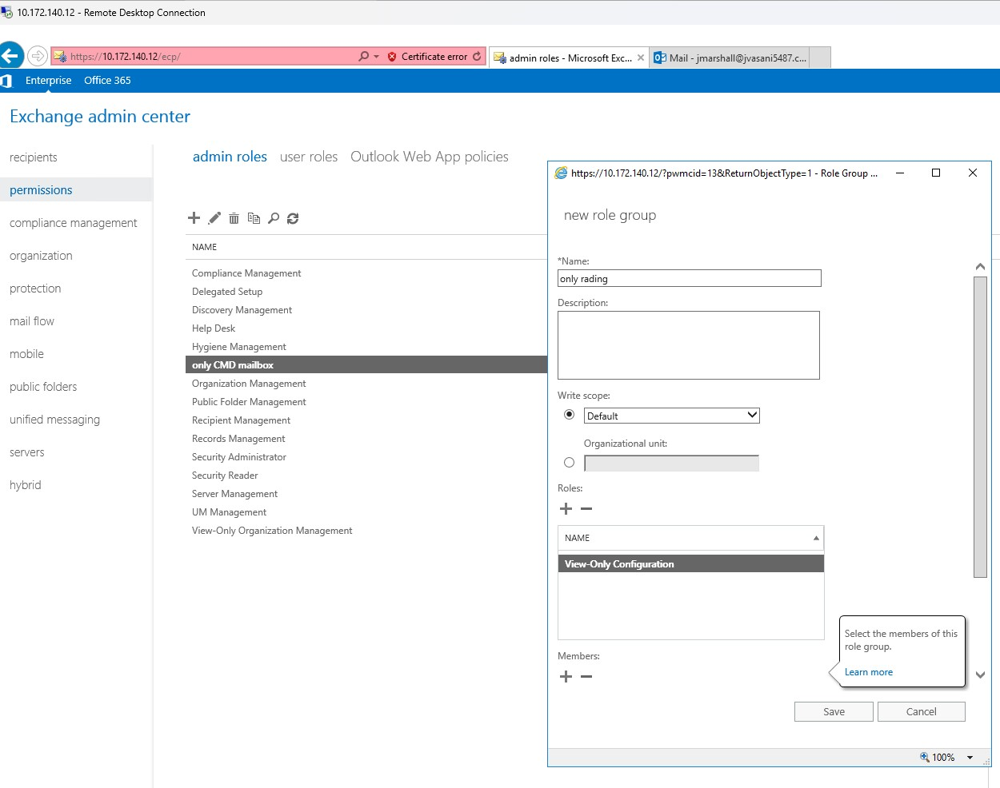 10.172.140.12 - Remote Desktop Connection
https://10.172.140.12/ecp/
Certificate error
admin roles - Microsoft Exc...
Mail - jmarshall@jvasani5487.c...
Enterprise Office 365
Exchange admin center
recipients
permissions
compliance management
organization
protection
mail flow
mobile
public folders
unified messaging
servers
hybrid
admin roles user roles Outlook Web App policies
NAME
Compliance Management
Delegated Setup
Discovery Management
Help Desk
Hygiene Management
only CMD mailbox
Organization Management
Public Folder Management
Recipient Management
Records Management
Security Administrator
Security Reader
Server Management
UM Management
View-Only Organization Management
https://10.172.140.12/?pwmcid=13&ReturnObjectType=1 - Role Group ...
new role group
*Name:
only rading
Description:
Write scope:
Default
Organizational unit:
Roles:
NAME
View-Only Configuration
Members:
Select the members of this
role group.
Learn more
Save Cancel
100%